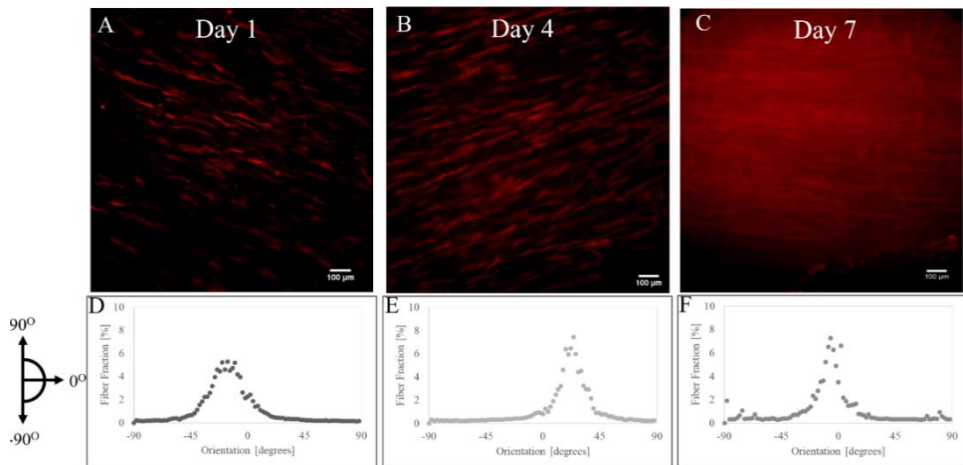 A
Day 1
100 µm
B
Day 4
100 µm
C
Day 7
100 µm
90O
0O
-90O
D
Fiber Fraction [%]
10
8
6
4
2
0
-90
-45
0
45
90
Orientation [degrees]
E
Fiber Fraction [%]
10
8
6
4
2
0
-90
-45
0
45
90
Orientation [degrees]
F
Fiber Fraction [%]
10
8
6
4
2
0
-90
-45
0
45
90
Orientation [degrees]